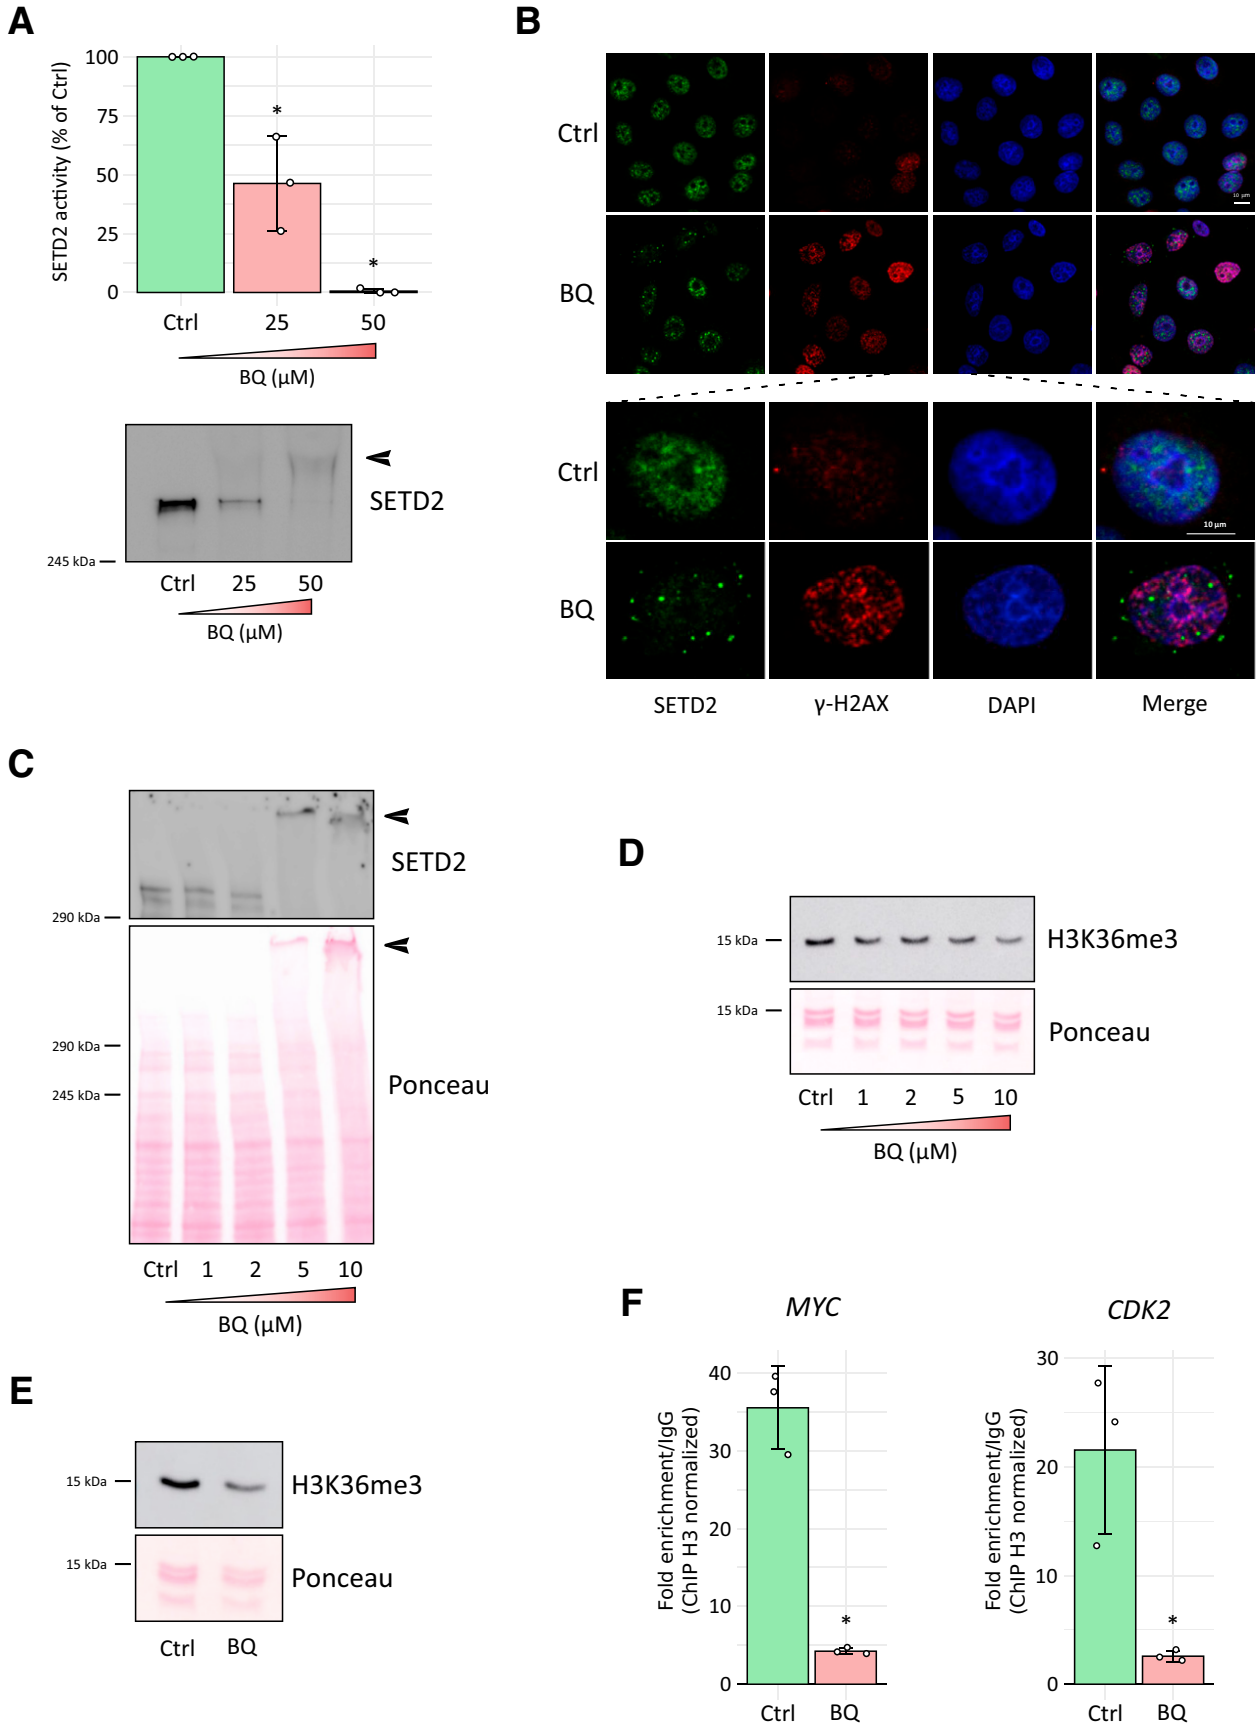 A
SETD2 activity (% of Ctrl)
100
75
50
25
0
*
*
Ctrl
25
50
BQ (μM)
SETD2
245 kDa
Ctrl
25
50
BQ (μM)
B
Ctrl
10 μm
BQ
Ctrl
10 μm
BQ
SETD2
γ-H2AX
DAPI
Merge
C
SETD2
290 kDa
290 kDa
245 kDa
Ponceau
Ctrl
1
2
5
10
BQ (μM)
D
15 kDa
H3K36me3
15 kDa
Ponceau
Ctrl
1
2
5
10
BQ (μM)
E
15 kDa
H3K36me3
15 kDa
Ponceau
Ctrl
BQ
F
MYC
Fold enrichment/IgG
(ChIP H3 normalized)
40
30
20
10
0
*
Ctrl
BQ
CDK2
Fold enrichment/IgG
(ChIP H3 normalized)
30
20
10
0
*
Ctrl
BQ